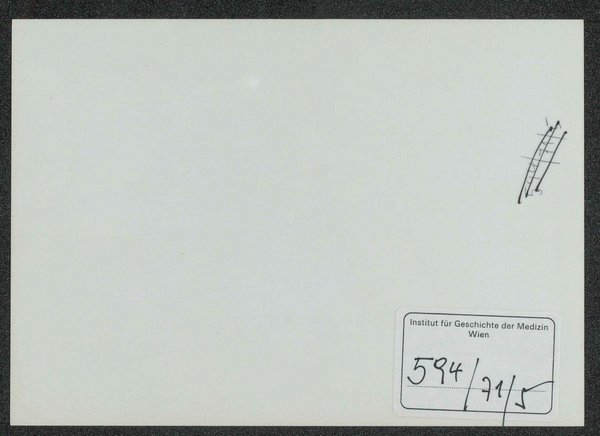 Institut für Geschichte der Medizin
Wien
594/71/5